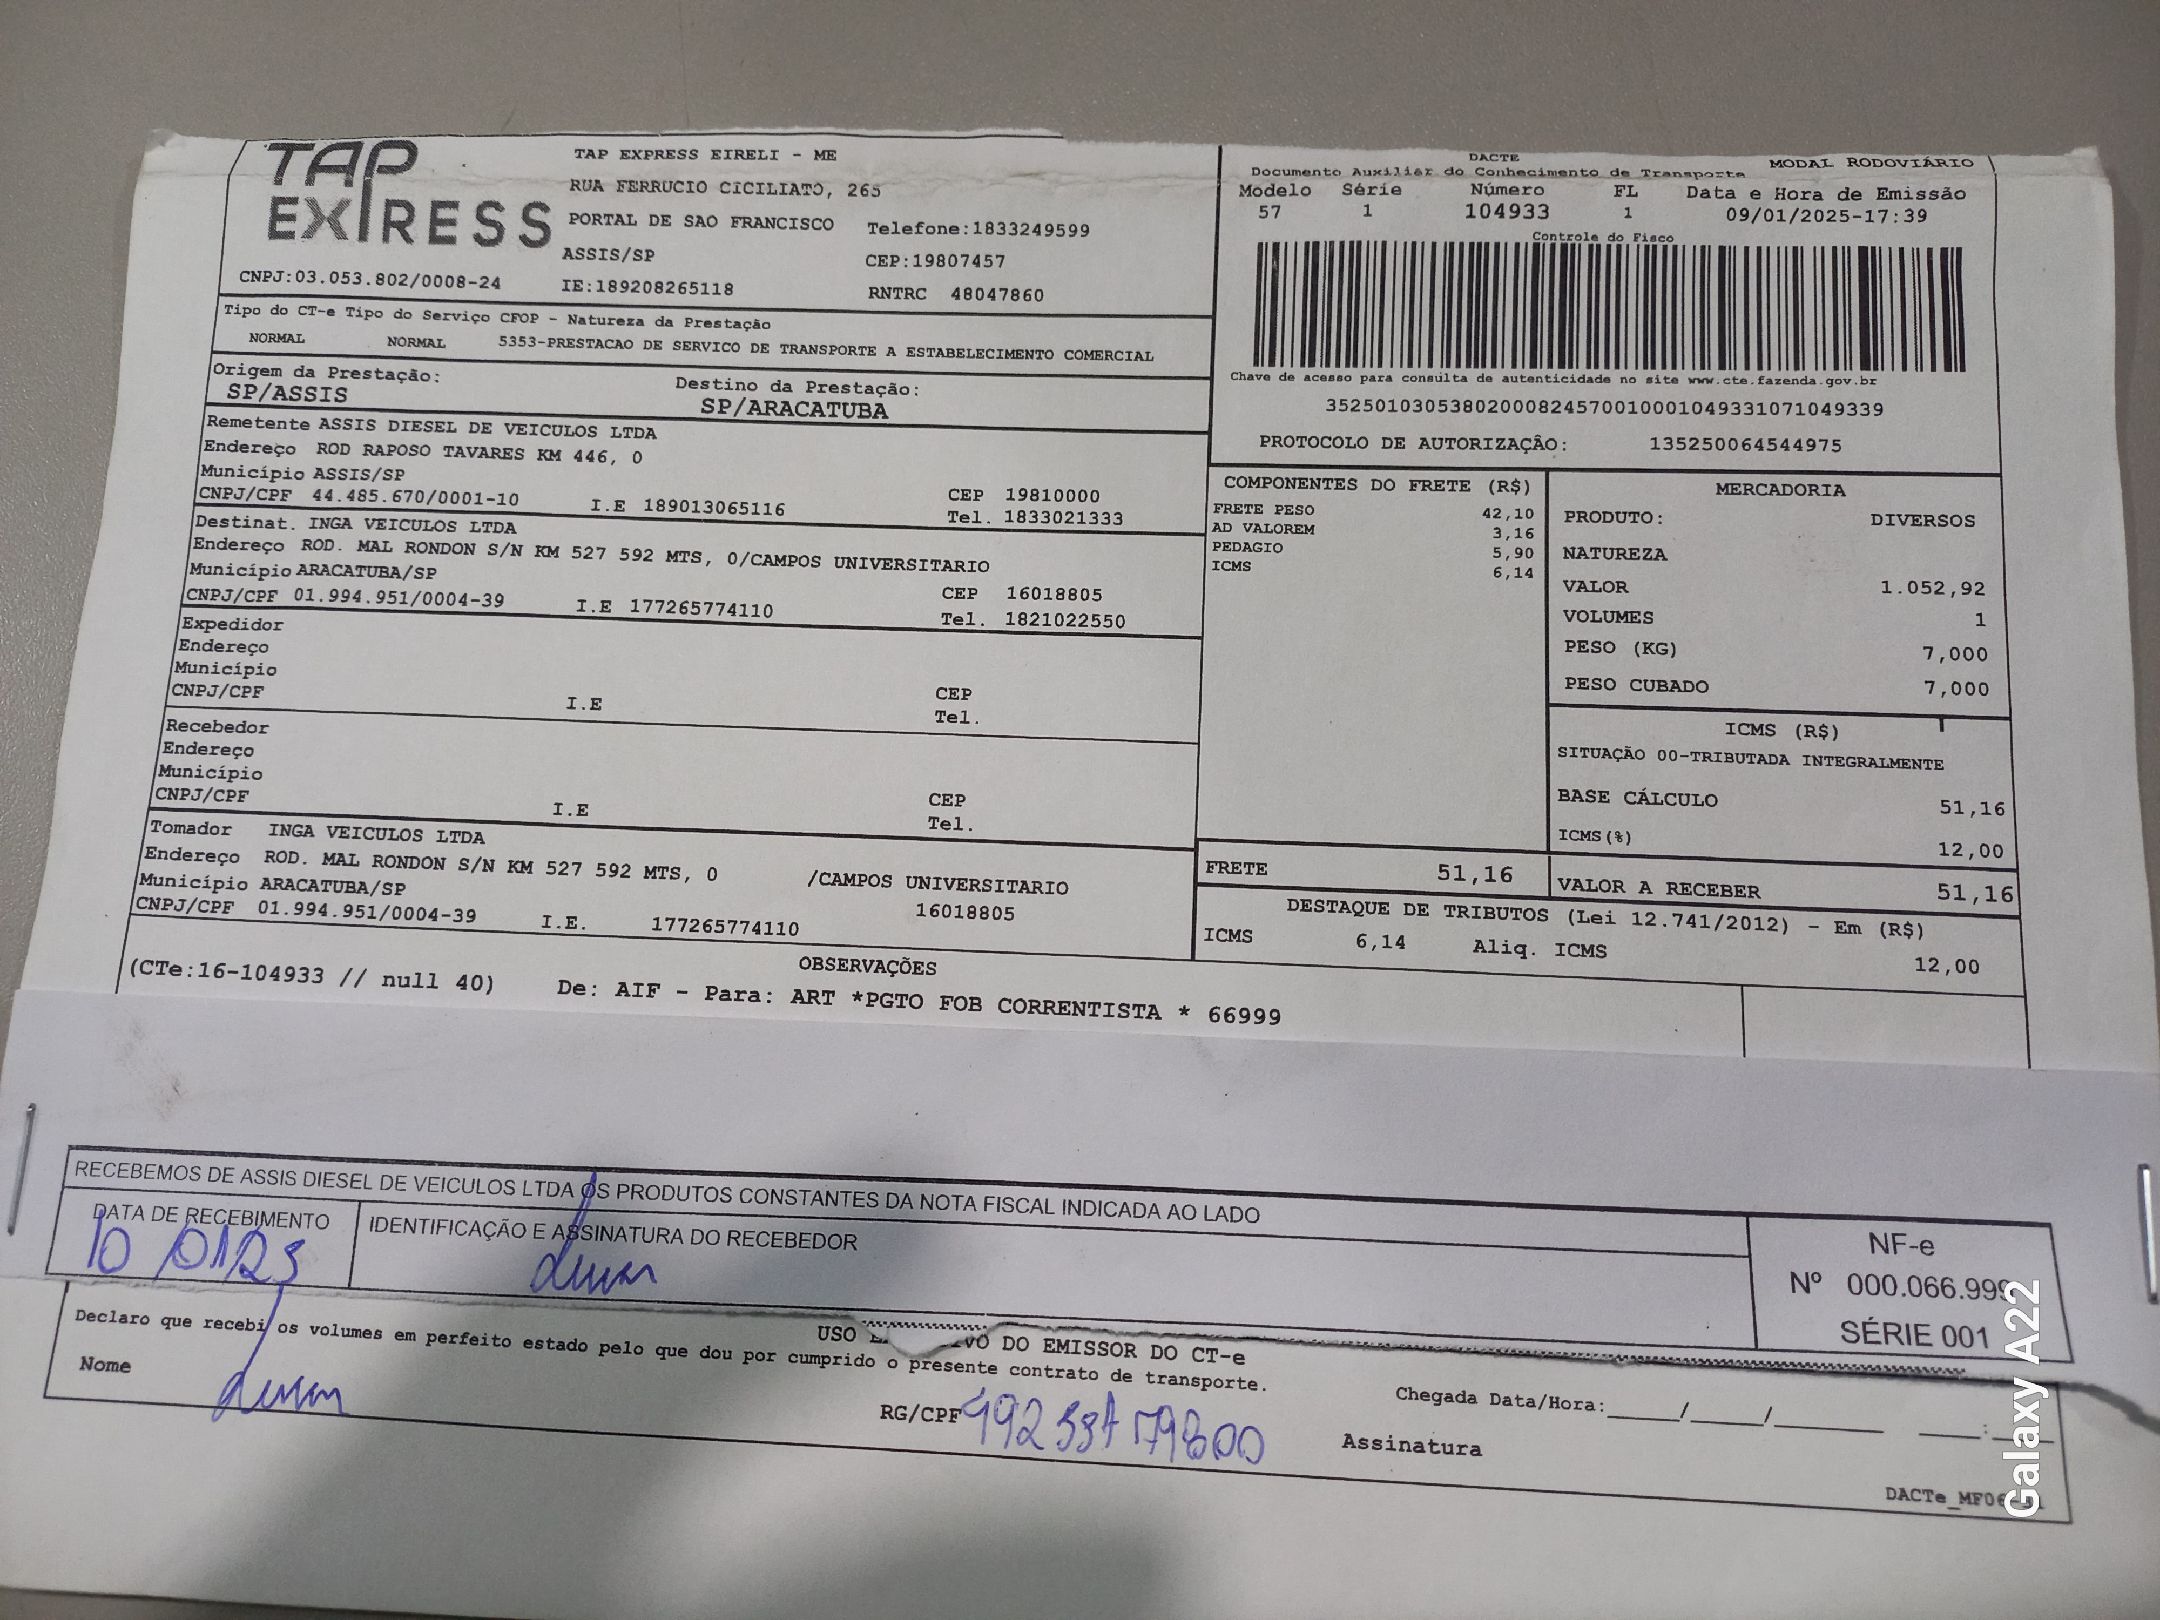 TAP EXPRESS
TAP EXPRESS EIRELI - ME
RUA FERRUCIO CICILIATO, 265
PORTAL DE SAO FRANCISCO Telefone:1833249599
ASSIS/SP CEP:19807457
CNPJ:03.053.802/0008-24 IE:189208265118 RNTRC 48047860
DACTE MODAL RODOVIÁRIO
Documento Auxiliar do Conhecimento de Transporte
Modelo Série Número FL Data e Hora de Emissão
57 1 104933 1 09/01/2025-17:39
Controle do Fisco
Chave de acesso para consulta de autenticidade no site www.cte.fazenda.gov.br
35250103053802000824570010001049331071049339
PROTOCOLO DE AUTORIZAÇÃO: 135250064544975
Tipo do CT-e Tipo do Serviço CFOP - Natureza da Prestação
NORMAL NORMAL 5353-PRESTACAO DE SERVICO DE TRANSPORTE A ESTABELECIMENTO COMERCIAL
Origem da Prestação: Destino da Prestação:
SP/ASSIS SP/ARACATUBA
Remetente ASSIS DIESEL DE VEICULOS LTDA
Endereço ROD RAPOSO TAVARES KM 446, 0
Município ASSIS/SP CEP 19810000
CNPJ/CPF 44.485.670/0001-10 I.E 189013065116 Tel. 1833021333
Destinat. INGA VEICULOS LTDA
Endereço ROD. MAL RONDON S/N KM 527 592 MTS, 0/CAMPOS UNIVERSITARIO
Município ARACATUBA/SP CEP 16018805
CNPJ/CPF 01.994.951/0004-39 I.E 177265774110 Tel. 1821022550
Expedidor
Endereço
Município CEP
CNPJ/CPF I.E Tel.
Recebedor
Endereço
Município CEP
CNPJ/CPF I.E Tel.
Tomador INGA VEICULOS LTDA
Endereço ROD. MAL RONDON S/N KM 527 592 MTS, 0 /CAMPOS UNIVERSITARIO
Município ARACATUBA/SP 16018805
CNPJ/CPF 01.994.951/0004-39 I.E. 177265774110
COMPONENTES DO FRETE (R$)
FRETE PESO 42,10
AD VALOREM 3,16
PEDAGIO 5,90
ICMS 6,14
MERCADORIA
PRODUTO: DIVERSOS
NATUREZA
VALOR 1.052,92
VOLUMES 1
PESO (KG) 7,000
PESO CUBADO 7,000
ICMS (R$)
SITUAÇÃO 00-TRIBUTADA INTEGRALMENTE
BASE CÁLCULO 51,16
ICMS(%) 12,00
FRETE 51,16 VALOR A RECEBER 51,16
DESTAQUE DE TRIBUTOS (Lei 12.741/2012) - Em (R$)
ICMS 6,14 Aliq. ICMS 12,00
OBSERVAÇÕES
(CTe:16-104933 // null 40) De: AIF - Para: ART *PGTO FOB CORRENTISTA * 66999
RECEBEMOS DE ASSIS DIESEL DE VEICULOS LTDA OS PRODUTOS CONSTANTES DA NOTA FISCAL INDICADA AO LADO
DATA DE RECEBIMENTO IDENTIFICAÇÃO E ASSINATURA DO RECEBEDOR
10/01/25
NF-e
Nº 000.066.999
SÉRIE 001
USO DO EMISSOR DO CT-e
Declaro que recebi os volumes em perfeito estado pelo que dou por cumprido o presente contrato de transporte.
Nome
RG/CPF
Chegada Data/Hora:_____/_____/________ ____:____
Assinatura
Galaxy A22